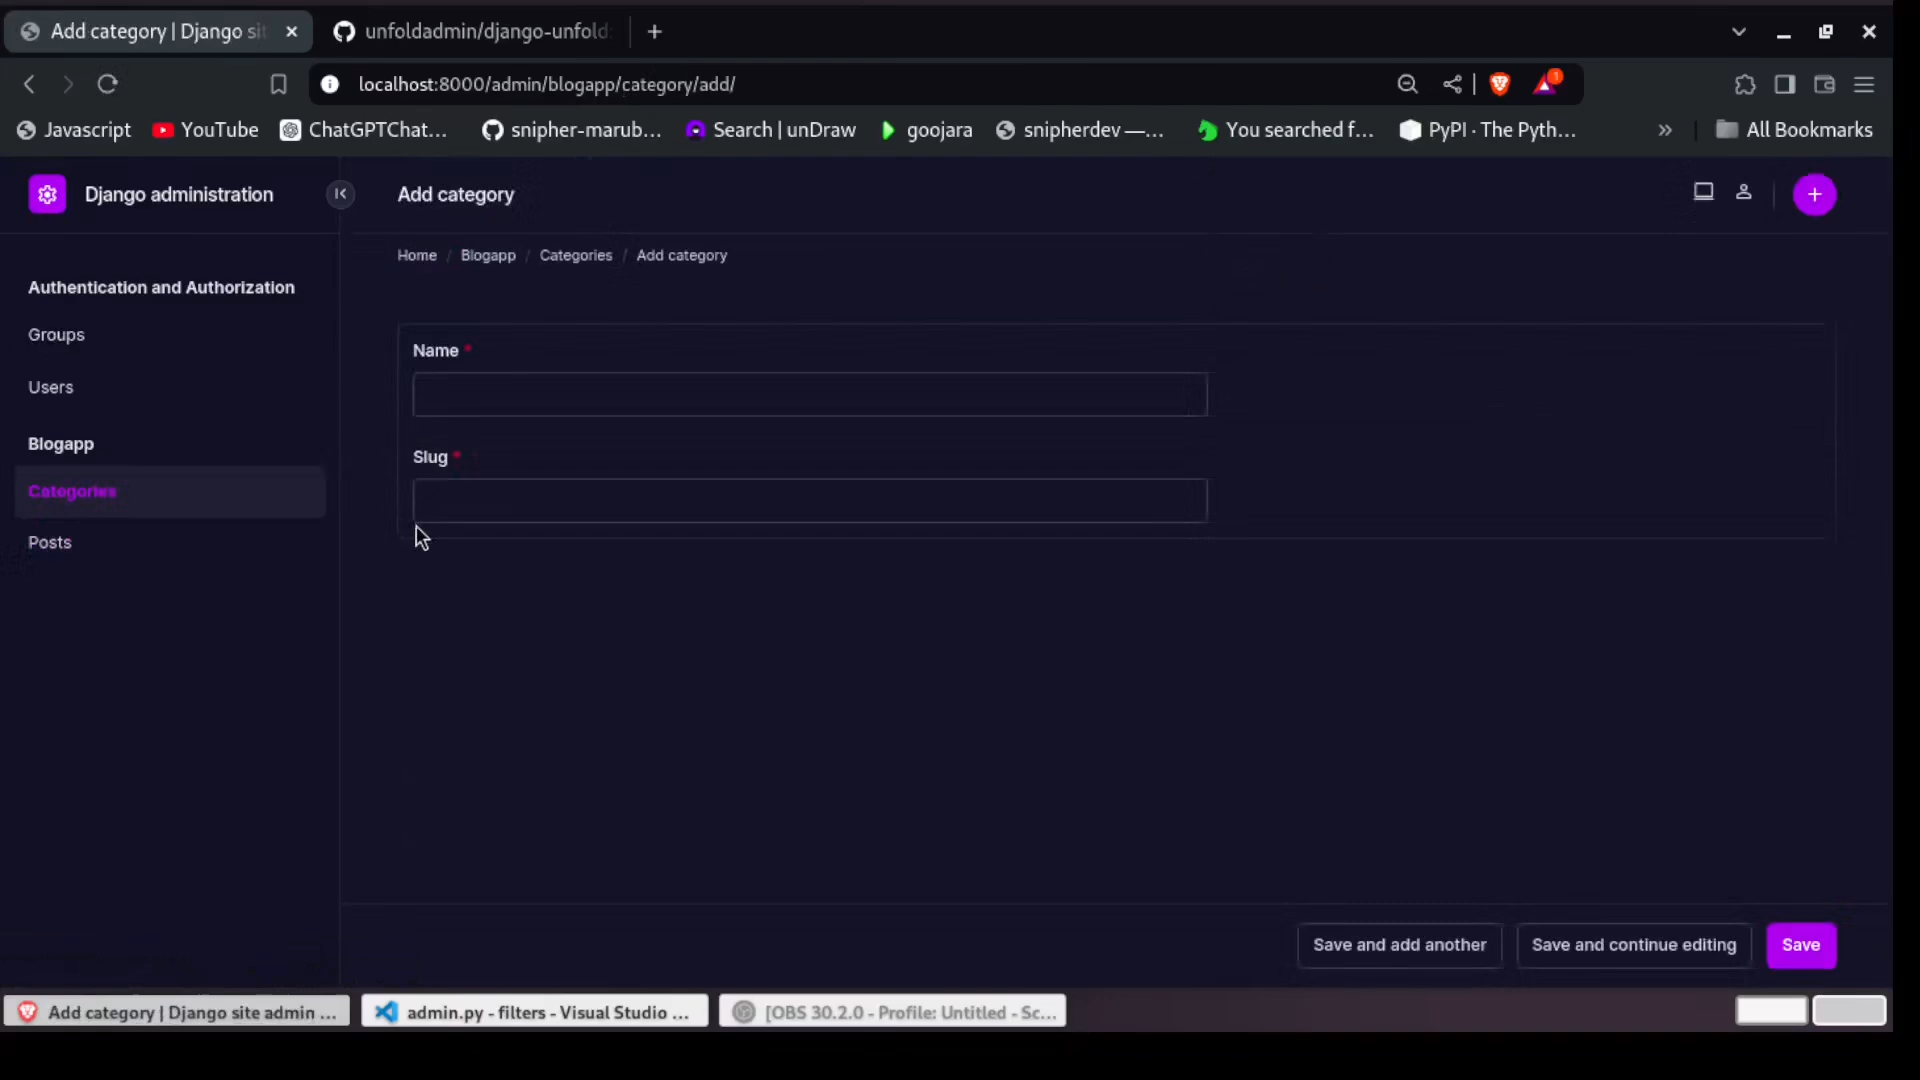 Add category | Django sit
unfoldadmin/django-unfold:
localhost:8000/admin/blogapp/category/add/
1
Javascript
YouTube
ChatGPTChat...
snipher-marub...
Search | unDraw
goojara
snipherdev —...
You searched f...
PyPI · The Pyth...
All Bookmarks
Django administration
Add category
Home / Blogapp / Categories / Add category
Authentication and Authorization
Groups
Users
Blogapp
Categories
Posts
Name *
Slug *
Save and add another
Save and continue editing
Save
Add category | Django site admin ...
admin.py - filters - Visual Studio ...
[OBS 30.2.0 - Profile: Untitled - Sc...